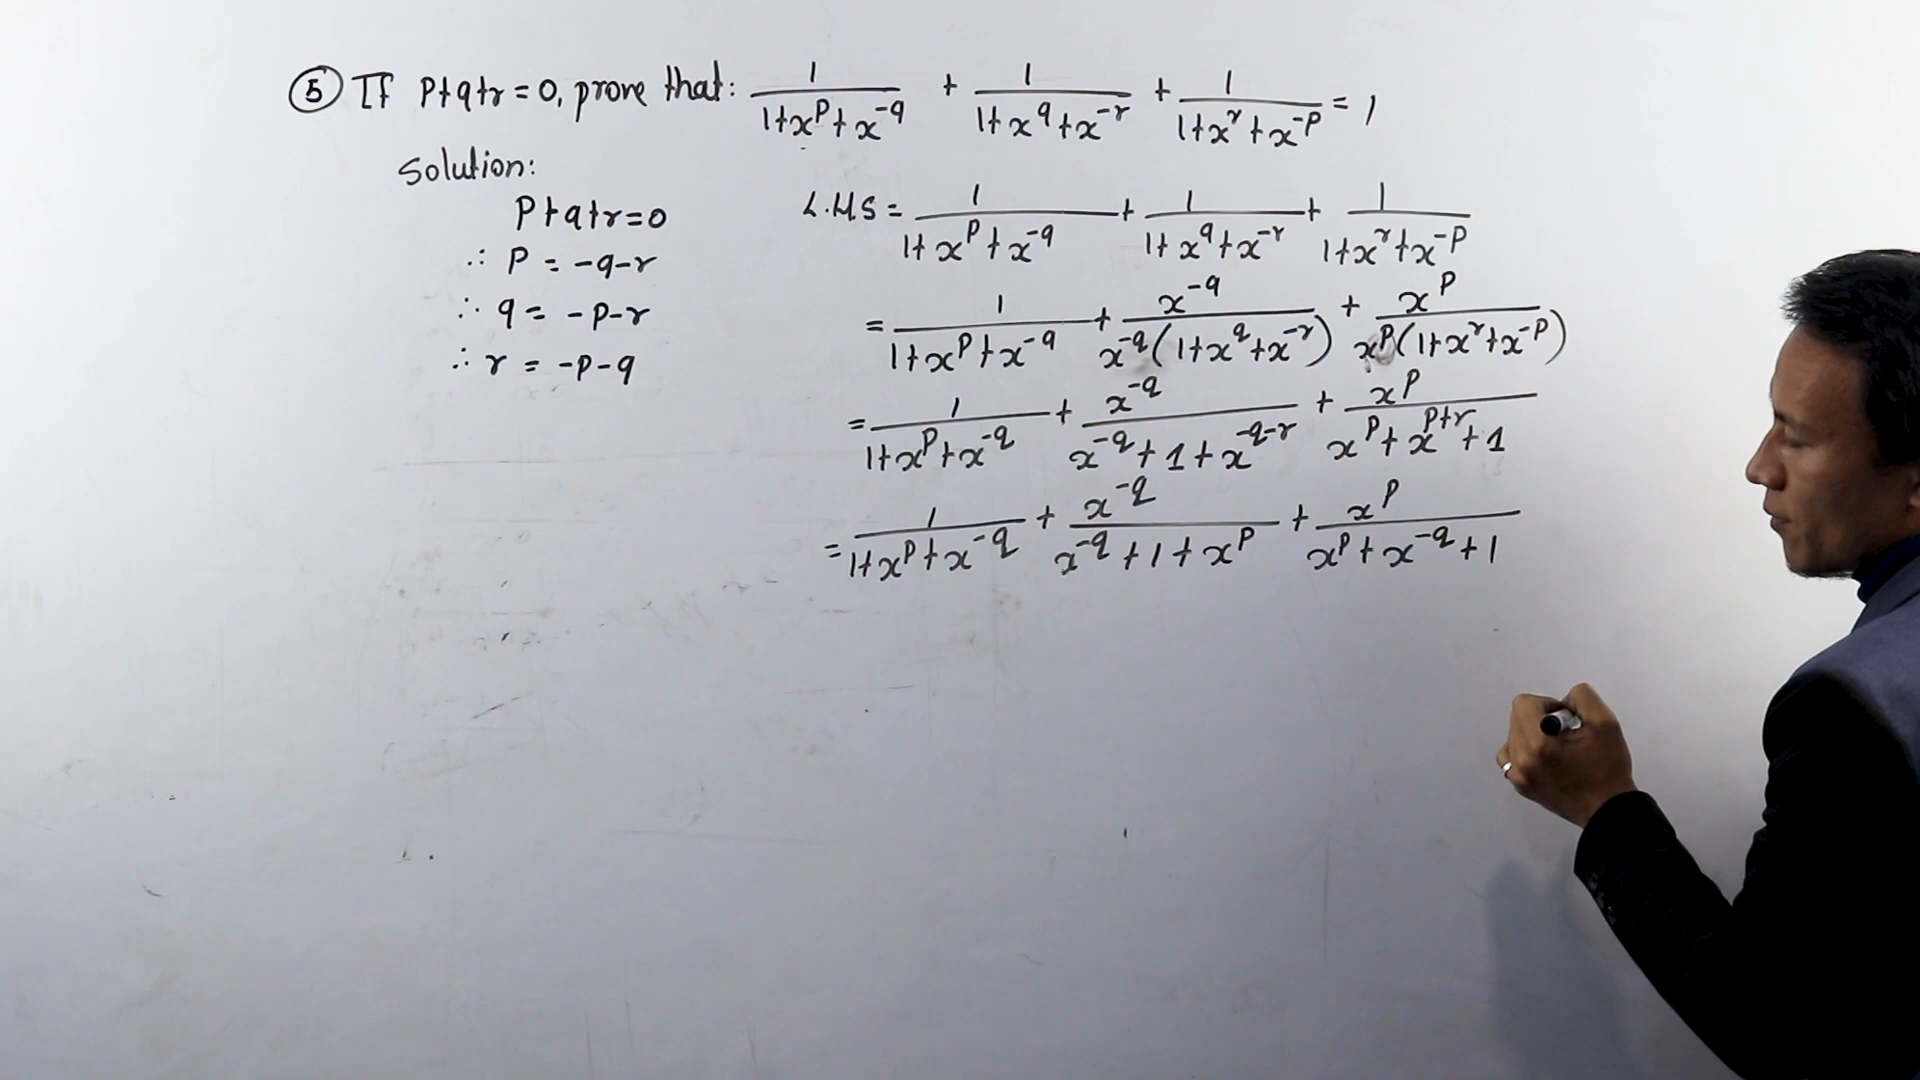 ⑤ If p+q+r=0, prove that: 1/(1+x^p+x^-q) + 1/(1+x^q+x^-r) + 1/(1+x^r+x^-p) = 1
Solution:
p+q+r=0
∴ p = -q-r
∴ q = -p-r
∴ r = -p-q
L.H.S = 1/(1+x^p+x^-q) + 1/(1+x^q+x^-r) + 1/(1+x^r+x^-p)
= 1/(1+x^p+x^-q) + x^-q/(x^-q(1+x^q+x^-r)) + x^p/(x^p(1+x^r+x^-p))
= 1/(1+x^p+x^-q) + x^-q/(x^-q+1+x^(-q-r)) + x^p/(x^p+x^(p+r)+1)
= 1/(1+x^p+x^-q) + x^-q/(x^-q+1+x^p) + x^p/(x^p+x^-q+1)